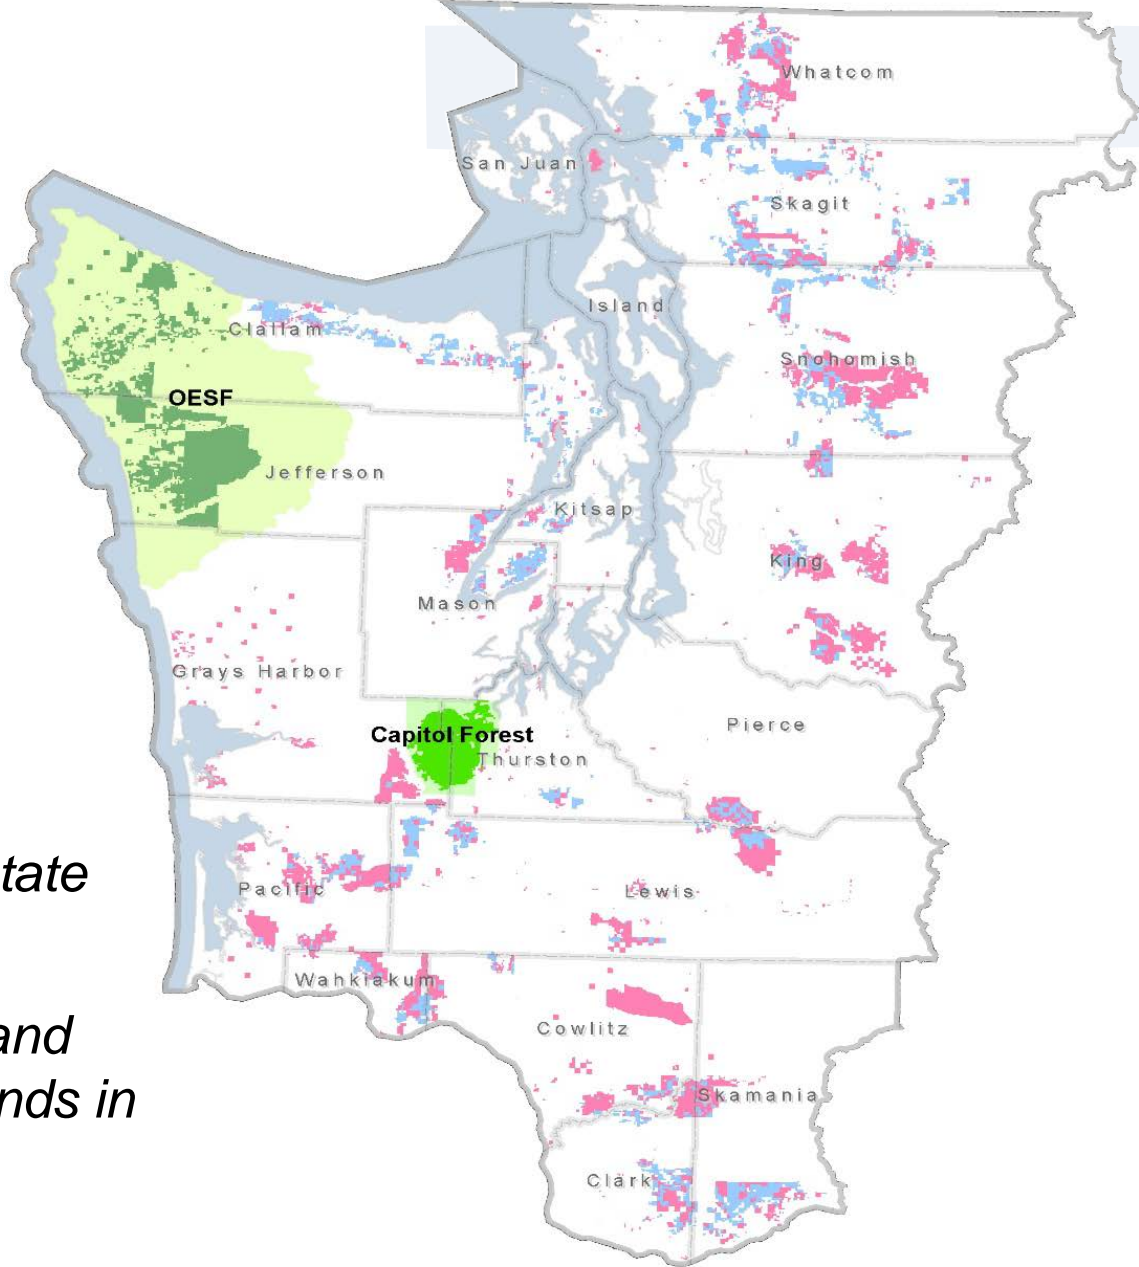 Whatcom
San Juan
Skagit
Island
Clallam
Snohomish
OESF
Jefferson
Kitsap
King
Mason
Grays Harbor
Pierce
Capitol Forest
Thurston
tate
Pacific
Lewis
Wahkiakum
and
Cowlitz
nds in
Skamania
Clark